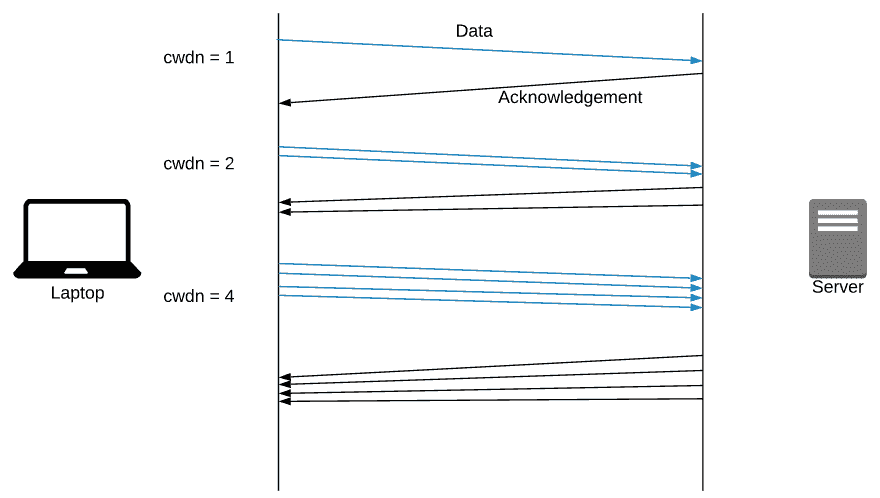 Data
cwdn = 1
Acknowledgement
cwdn = 2
Laptop
cwdn = 4
Server